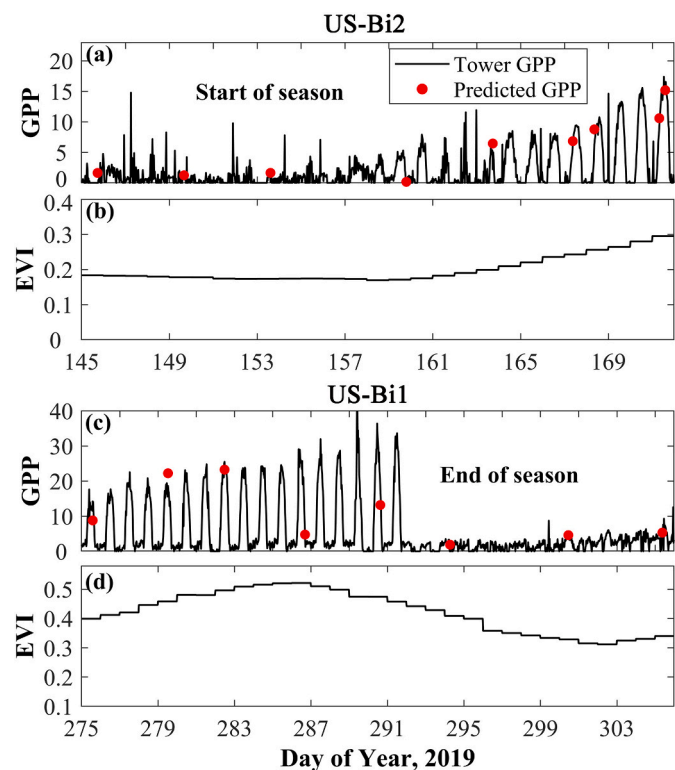 US-Bi2
(a)
Tower GPP
Predicted GPP
Start of season
GPP
20
15
10
5
0
(b)
EVI
0.4
0.3
0.2
0.1
0
145 149 153 157 161 165 169
US-Bi1
(c)
End of season
GPP
40
30
20
10
0
(d)
EVI
0.5
0.4
0.3
0.2
0.1
275 279 283 287 291 295 299 303
Day of Year, 2019